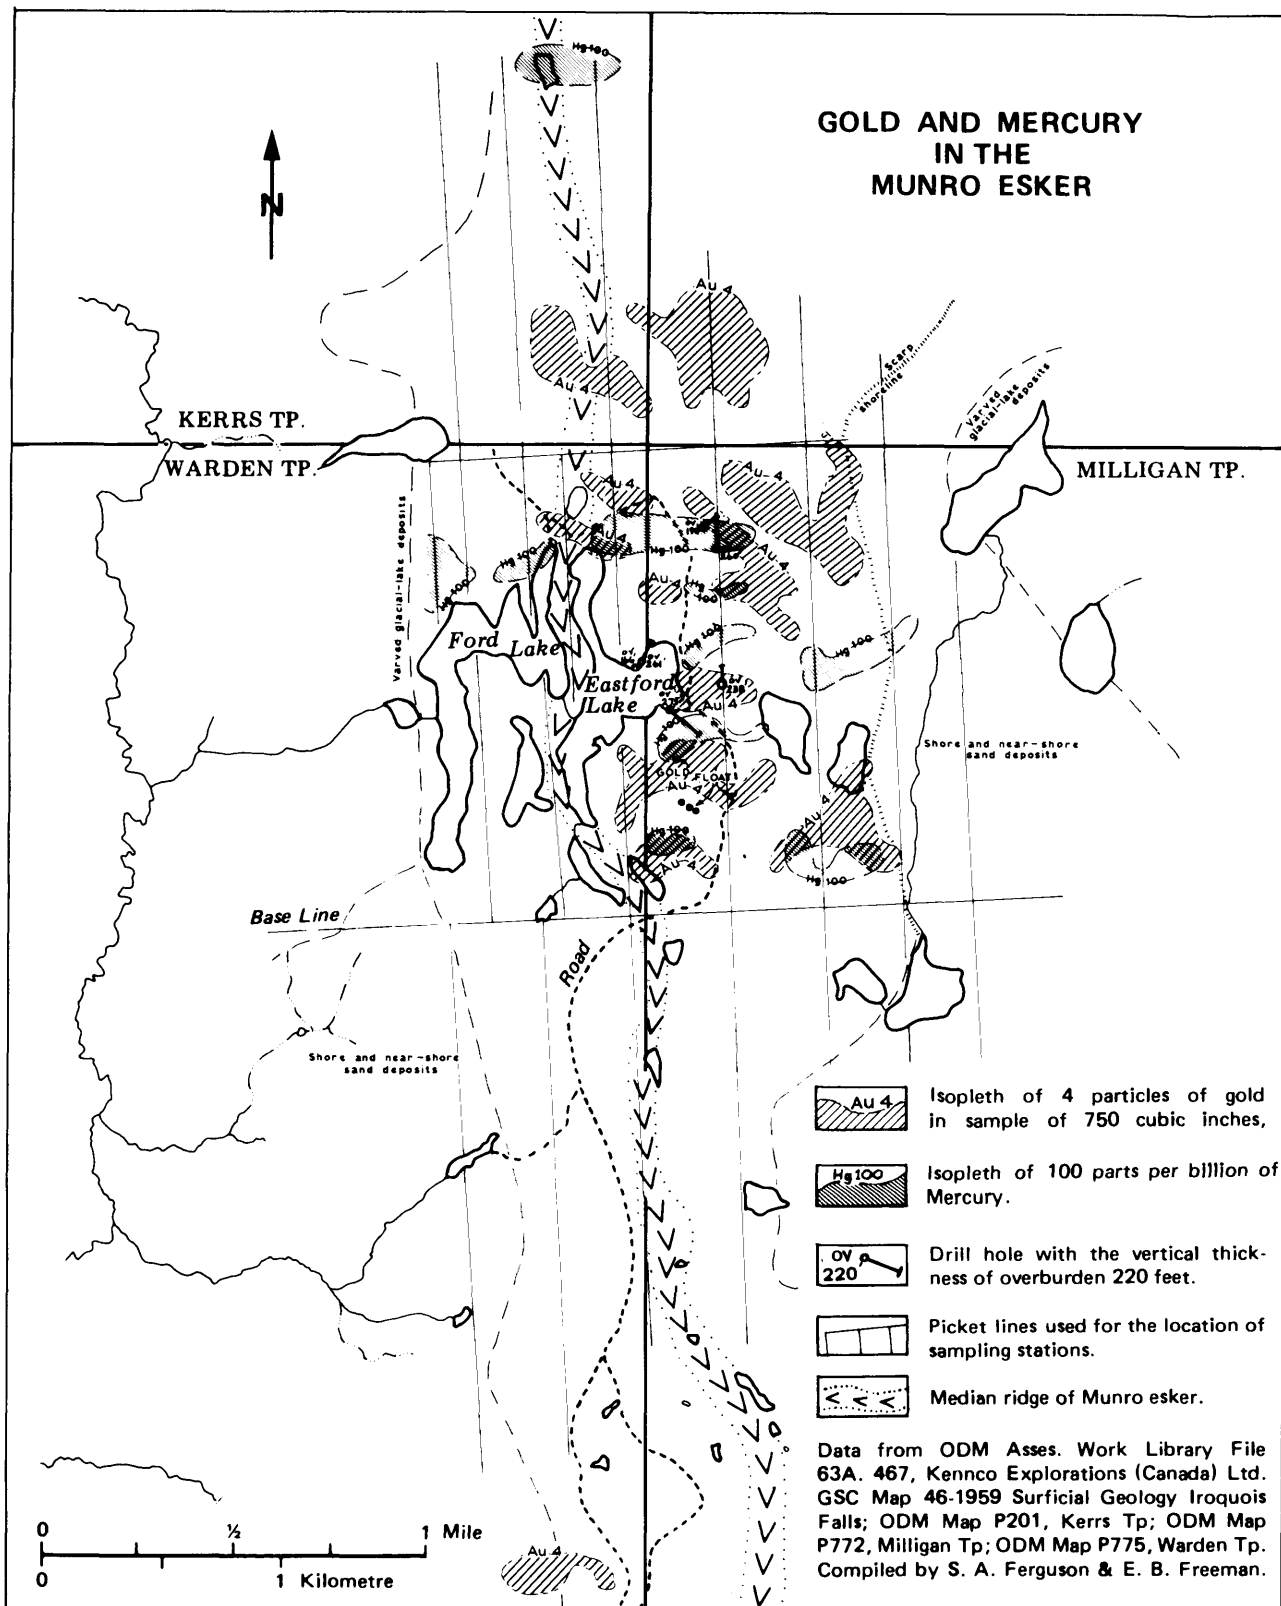 Hg 100
GOLD AND MERCURY
IN THE
MUNRO ESKER
N
Au 4
Au 4
Scarp
shoreline
Varved
glacial-lake deposits
KERRS TP.
WARDEN TP.
MILLIGAN TP.
Au 4
Au 4
Varved glacial-lake deposits
Au 4
Hg 100
Hg 100
Hg 100
Au 4
Au 4
Hg
100
Ford Lake
Hg 100
Hg 100
Eastford
Lake
Au 4
Hg 100
Shore and near-shore
sand deposits
GOLD FLOAT
Au 4
Au 4
Hg 100
Au 4
Hg 100
Base Line
Road
Shore and near-shore
sand deposits
Au 4
Isopleth of 4 particles of gold
in sample of 750 cubic inches,
Hg 100
Isopleth of 100 parts per billion of
Mercury.
OV
220
Drill hole with the vertical thick-
ness of overburden 220 feet.
Picket lines used for the location of
sampling stations.
Median ridge of Munro esker.
Data from ODM Asses. Work Library File
63A. 467, Kennco Explorations (Canada) Ltd.
GSC Map 46-1959 Surficial Geology Iroquois
Falls; ODM Map P201, Kerrs Tp; ODM Map
P772, Milligan Tp; ODM Map P775, Warden Tp.
Compiled by S. A. Ferguson & E. B. Freeman.
0 ½ 1 Mile
0 1 Kilometre
Au 4